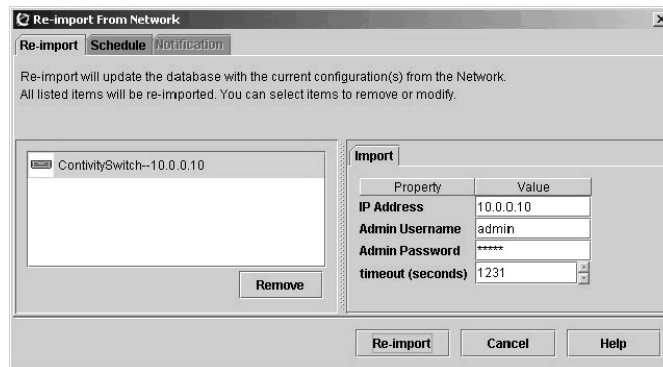 Re-import From Network
Re-import Schedule Notification
Re-import will update the database with the current configuration(s) from the Network.
All listed items will be re-imported. You can select items to remove or modify.
ContivitySwitch--10.0.0.10
Remove
Import
Property Value
IP Address 10.0.0.10
Admin Username admin
Admin Password *****
timeout (seconds) 1231
Re-import Cancel Help